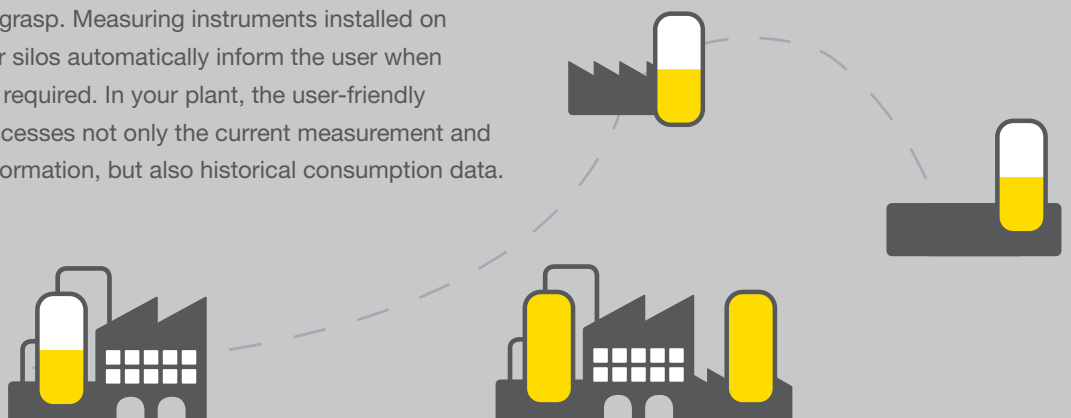 grasp. Measuring instruments installed on
r silos automatically inform the user when
required. In your plant, the user-friendly
cesses not only the current measurement and
ormation, but also historical consumption data.